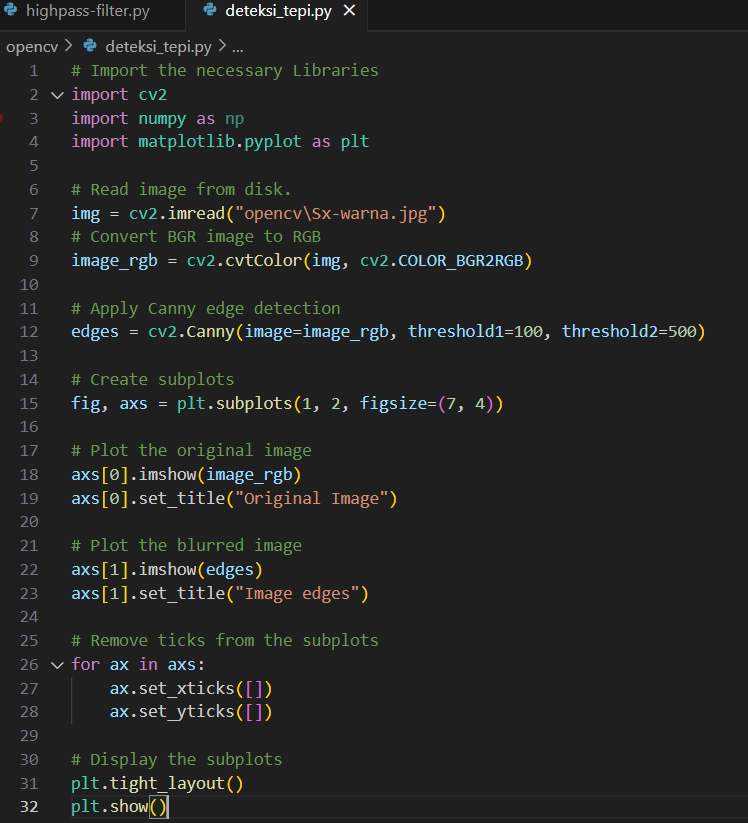 highpass-filter.py
deteksi_tepi.py
opencv > deteksi_tepi.py > ...
1 # Import the necessary Libraries
2 import cv2
3 import numpy as np
4 import matplotlib.pyplot as plt
5
6 # Read image from disk.
7 img = cv2.imread("opencv\Sx-warna.jpg")
8 # Convert BGR image to RGB
9 image_rgb = cv2.cvtColor(img, cv2.COLOR_BGR2RGB)
10
11 # Apply Canny edge detection
12 edges = cv2.Canny(image=image_rgb, threshold1=100, threshold2=500)
13
14 # Create subplots
15 fig, axs = plt.subplots(1, 2, figsize=(7, 4))
16
17 # Plot the original image
18 axs[0].imshow(image_rgb)
19 axs[0].set_title("Original Image")
20
21 # Plot the blurred image
22 axs[1].imshow(edges)
23 axs[1].set_title("Image edges")
24
25 # Remove ticks from the subplots
26 for ax in axs:
27     ax.set_xticks([])
28     ax.set_yticks([])
29
30 # Display the subplots
31 plt.tight_layout()
32 plt.show()